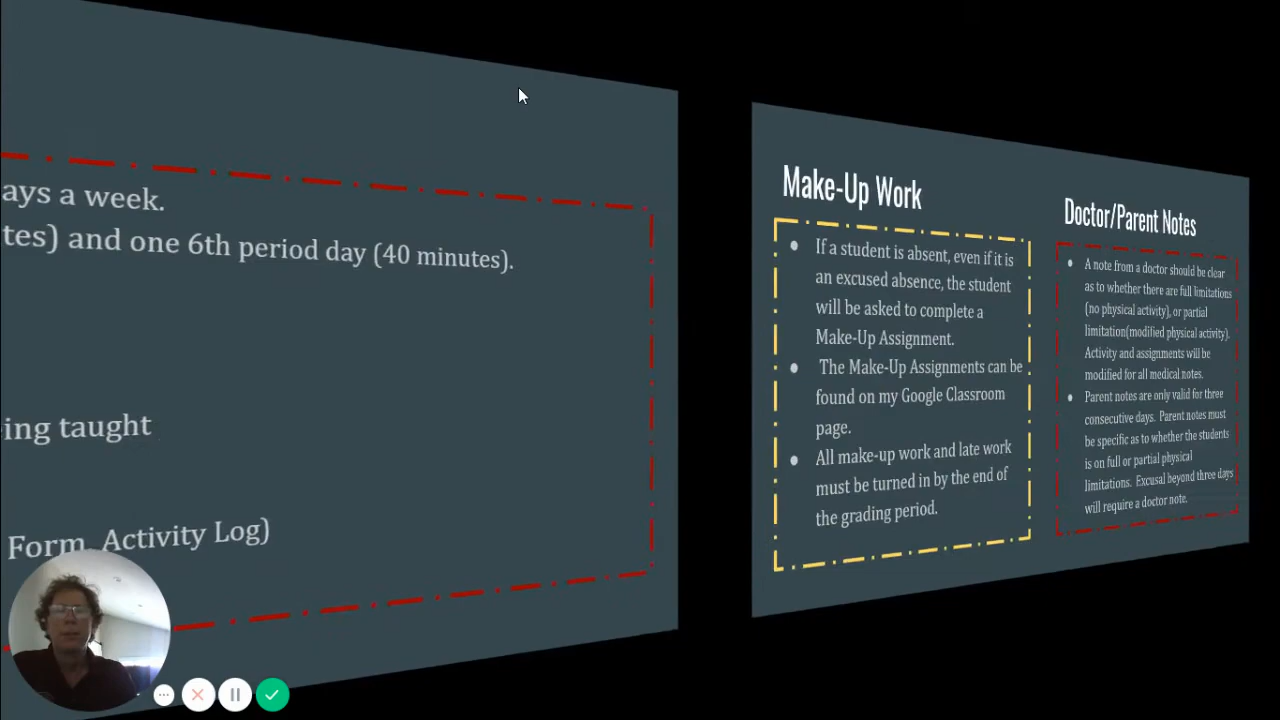 ays a week.
tes) and one 6th period day (40 minutes).
ing taught
Form, Activity Log)
Make-Up Work
● If a student is absent, even if it is
an excused absence, the student
will be asked to complete a
Make-Up Assignment.
● The Make-Up Assignments can be
found on my Google Classroom
page.
● All make-up work and late work
must be turned in by the end of
the grading period.
Doctor/Parent Notes
● A note from a doctor should be clear
as to whether there are full limitations
(no physical activity), or partial
limitation(modified physical activity).
Activity and assignments will be
modified for all medical notes.
● Parent notes are only valid for three
consecutive days. Parent notes must
be specific as to whether the students
is on full or partial physical
limitations. Excusal beyond three days
will require a doctor note.